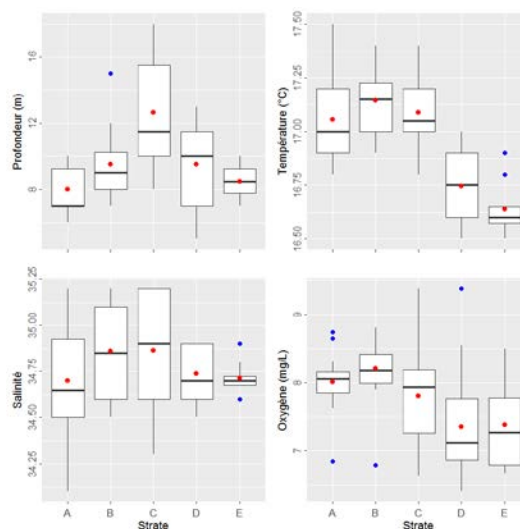 Profondeur (m)
16
12
8
Température (°C)
17.50
17.25
17.00
16.75
16.50
Salinité
35.25
35.00
34.75
34.50
34.25
A B C D E
Strate
Oxygène (mg/L)
9
8
7
A B C D E
Strate